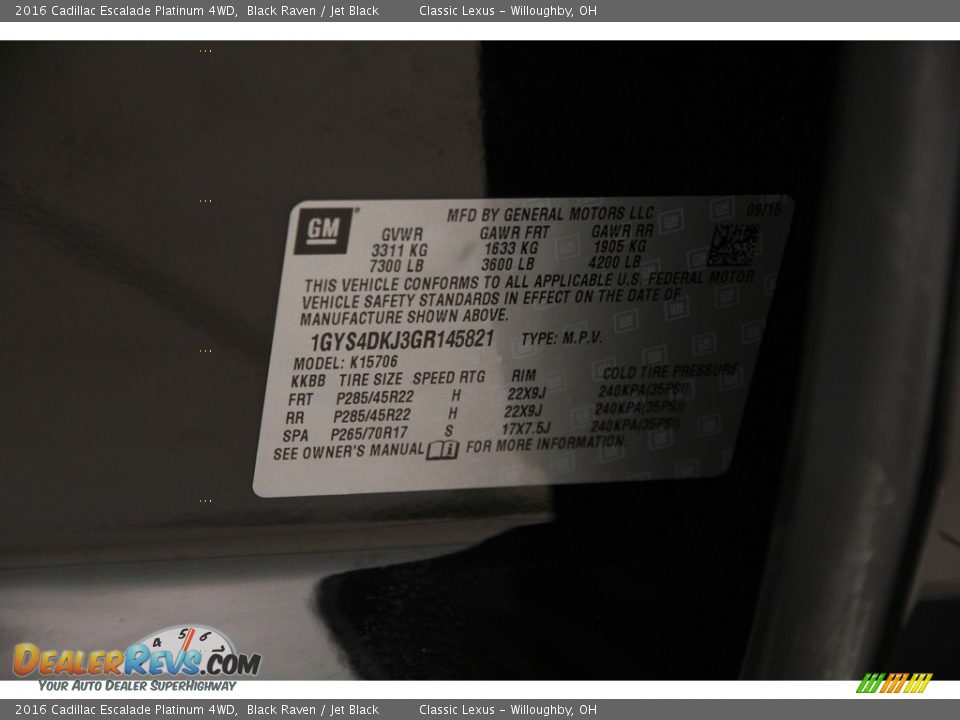 2016 Cadillac Escalade Platinum 4WD, Black Raven / Jet Black Classic Lexus - Willoughby, OH
GM
MFD BY GENERAL MOTORS LLC 09/15
GVWR GAWR FRT GAWR RR
3311 KG 1633 KG 1905 KG
7300 LB 3600 LB 4200 LB
THIS VEHICLE CONFORMS TO ALL APPLICABLE U.S. FEDERAL MOTOR
VEHICLE SAFETY STANDARDS IN EFFECT ON THE DATE OF
MANUFACTURE SHOWN ABOVE.
1GYS4DKJ3GR145821 TYPE: M.P.V.
MODEL: K15706
KKBB TIRE SIZE SPEED RTG RIM COLD TIRE PRESSURE
FRT P285/45R22 H 22X9J 240KPA(35PSI)
RR P285/45R22 H 22X9J 240KPA(35PSI)
SPA P265/70R17 S 17X7.5J 240KPA(35PSI)
SEE OWNER'S MANUAL i FOR MORE INFORMATION.
4 5 6
DEALERREVS.COM
YOUR AUTO DEALER SUPERHIGHWAY
2016 Cadillac Escalade Platinum 4WD, Black Raven / Jet Black Classic Lexus - Willoughby, OH